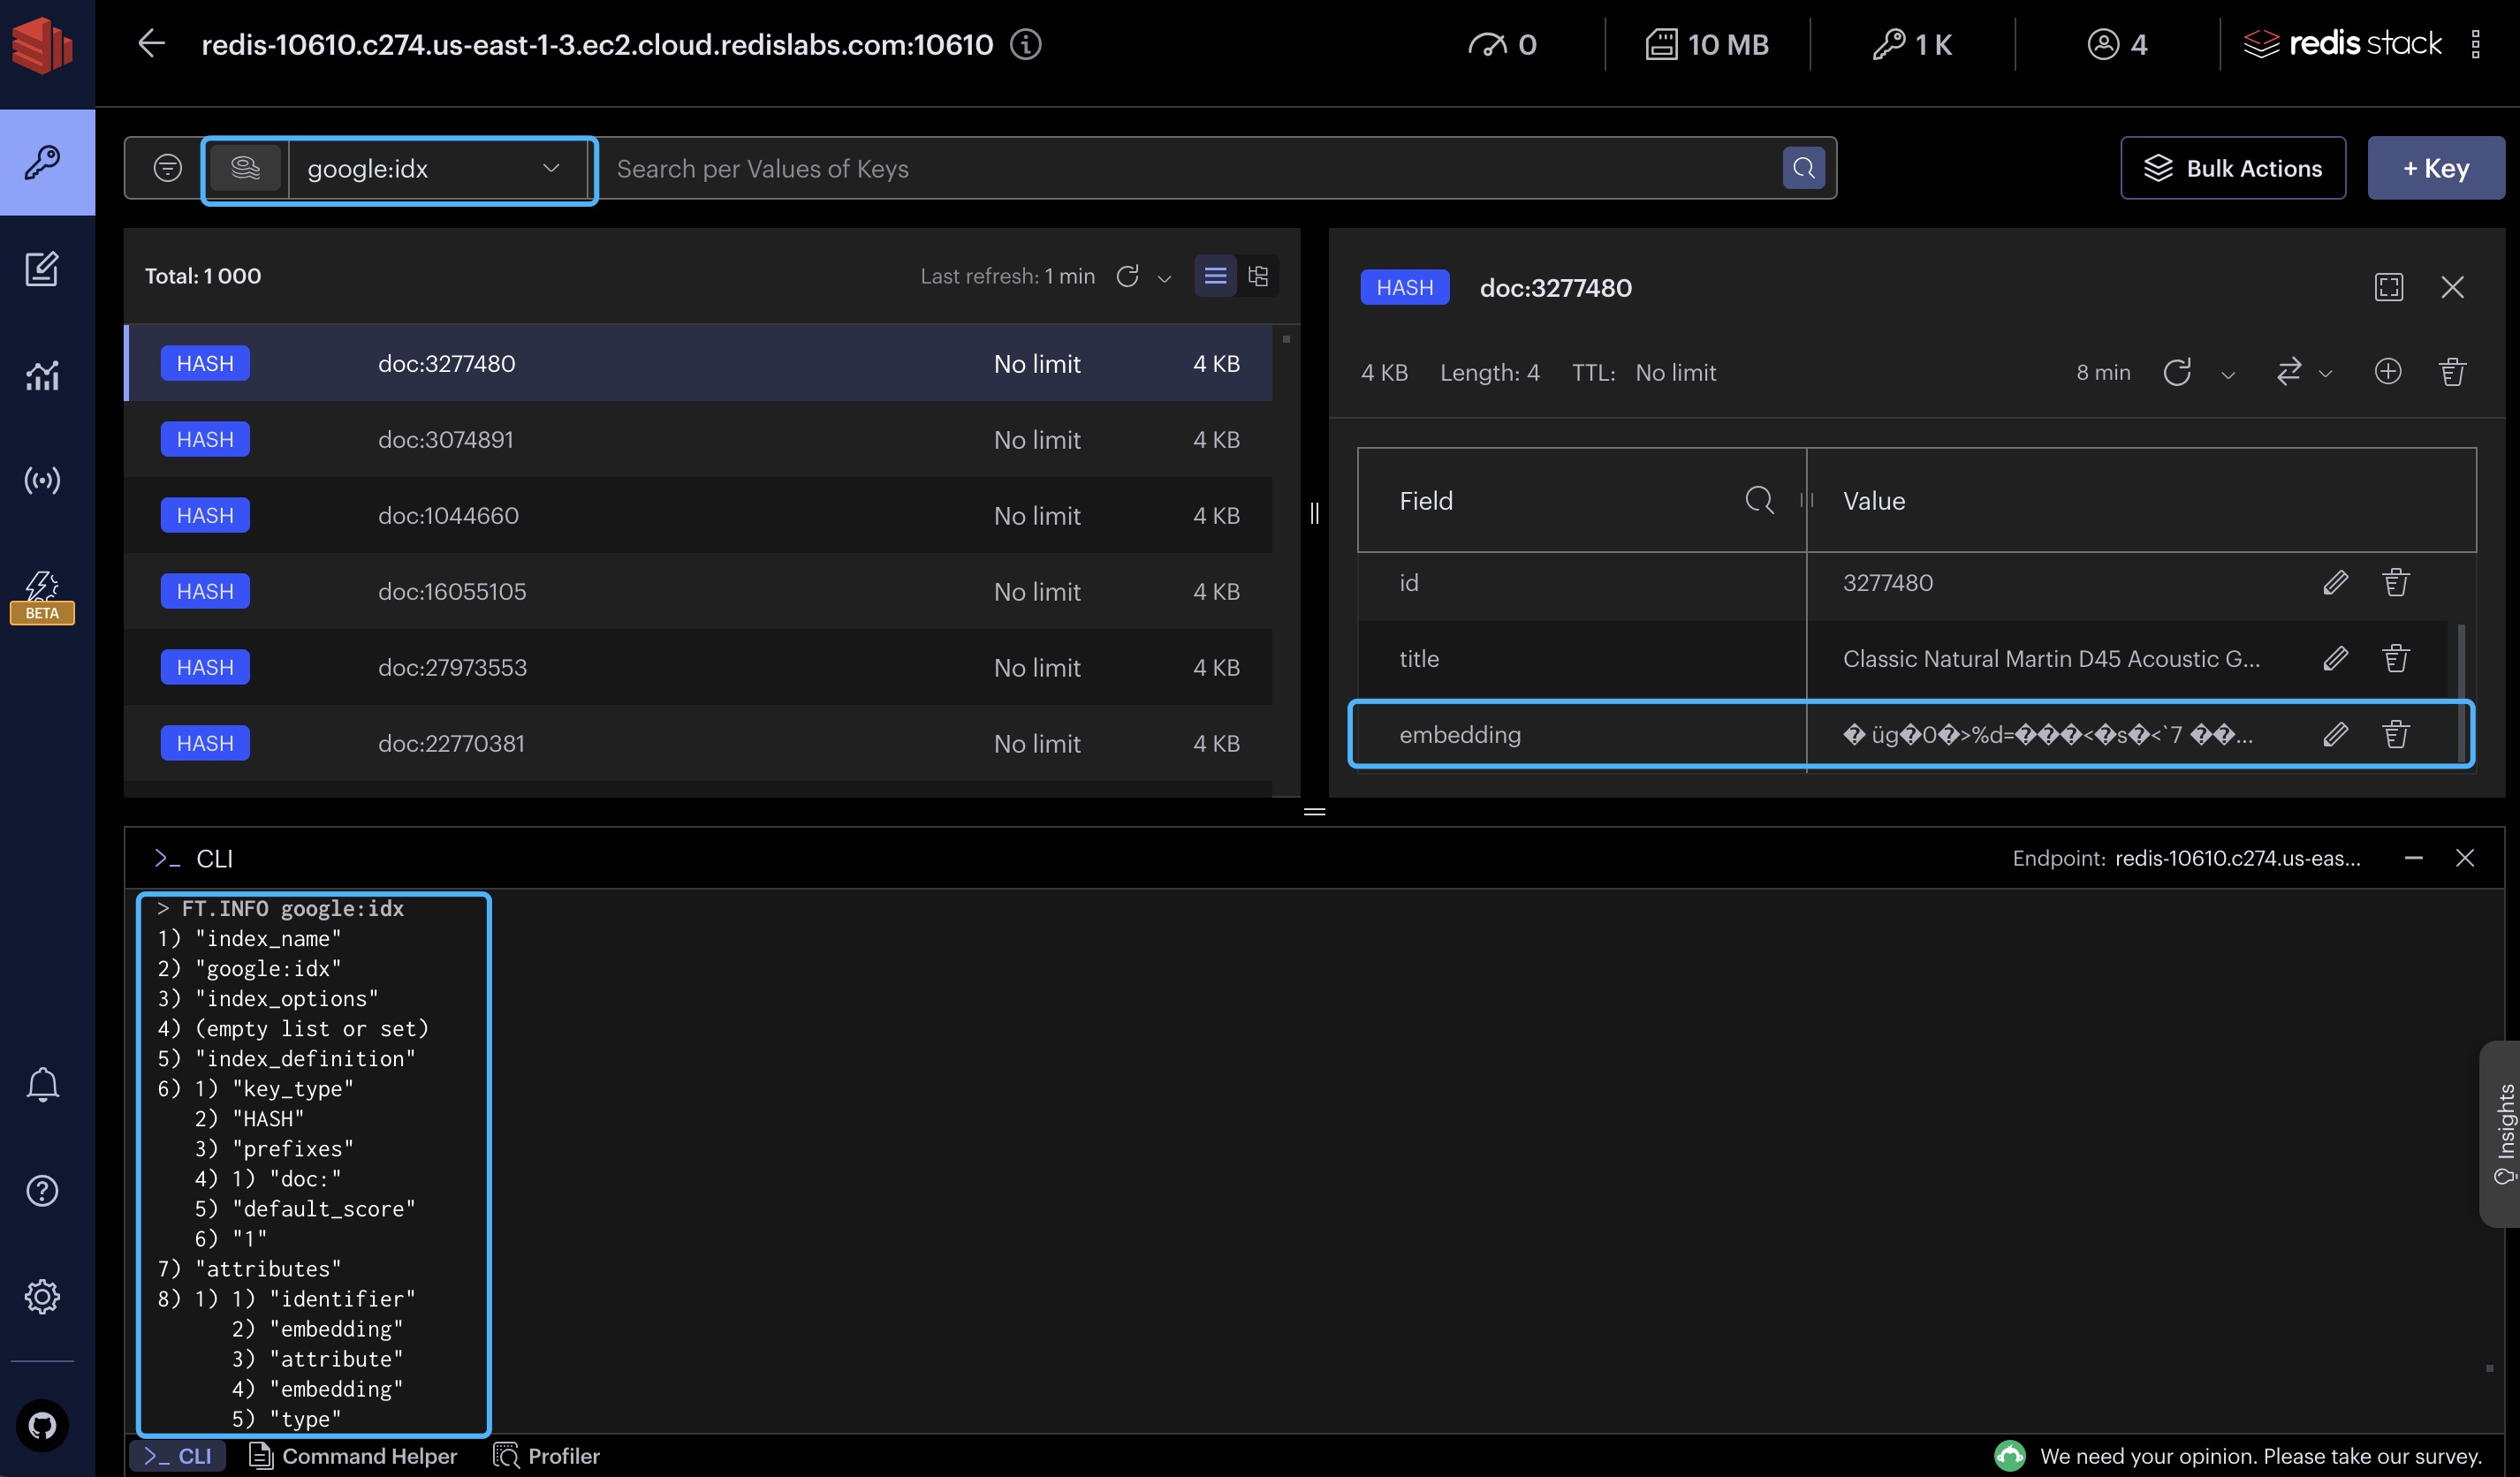 redis-10610.c274.us-east-1-3.ec2.cloud.redislabs.com:10610
0
10 MB
1 K
4
redis stack
google:idx
Search per Values of Keys
Bulk Actions
+ Key
BETA
Total: 1 000
Last refresh: 1 min
HASH doc:3277480 No limit 4 KB
HASH doc:3074891 No limit 4 KB
HASH doc:1044660 No limit 4 KB
HASH doc:16055105 No limit 4 KB
HASH doc:27973553 No limit 4 KB
HASH doc:22770381 No limit 4 KB
HASH doc:3277480
4 KB Length: 4 TTL: No limit 8 min
Field Value
id 3277480
title Classic Natural Martin D45 Acoustic G...
embedding � üg�0�>%d=���<�s�<`7 ��...
>_ CLI
Endpoint: redis-10610.c274.us-eas...
> FT.INFO google:idx
1) "index_name"
2) "google:idx"
3) "index_options"
4) (empty list or set)
5) "index_definition"
6) 1) "key_type"
2) "HASH"
3) "prefixes"
4) 1) "doc:"
5) "default_score"
6) "1"
7) "attributes"
8) 1) 1) "identifier"
2) "embedding"
3) "attribute"
4) "embedding"
5) "type"
Insights
>_ CLI
Command Helper
Profiler
We need your opinion. Please take our survey.